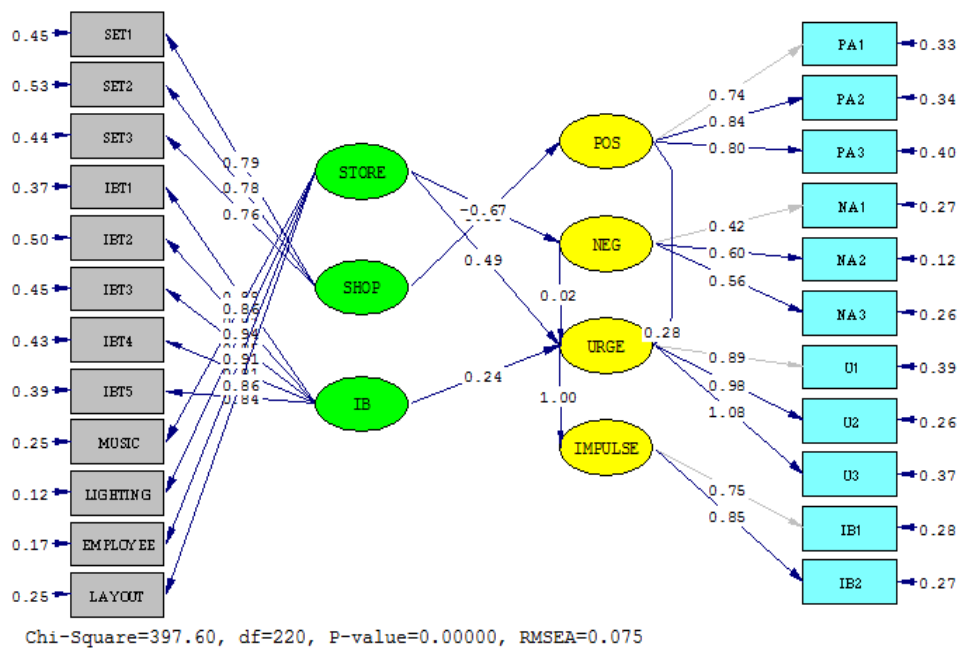 0.45 SET1
0.53 SET2
0.44 SET3
0.37 IBT1
0.50 IBT2
0.45 IBT3
0.43 IBT4
0.39 IBT5
0.25 MUSIC
0.12 LIGHTING
0.17 EMPLOYEE
0.25 LAYOUT
0.79
0.78
0.76
0.86
0.94
0.91
0.86
0.84
STORE
SHOP
IB
-0.67
0.49
0.24
POS
NEG
0.02
URGE
0.28
1.00
IMPULSE
0.74
0.84
0.80
0.42
0.60
0.56
0.89
0.98
1.08
0.75
0.85
PA1 0.33
PA2 0.34
PA3 0.40
NA1 0.27
NA2 0.12
NA3 0.26
U1 0.39
U2 0.26
U3 0.37
IB1 0.28
IB2 0.27
Chi-Square=397.60, df=220, P-value=0.00000, RMSEA=0.075